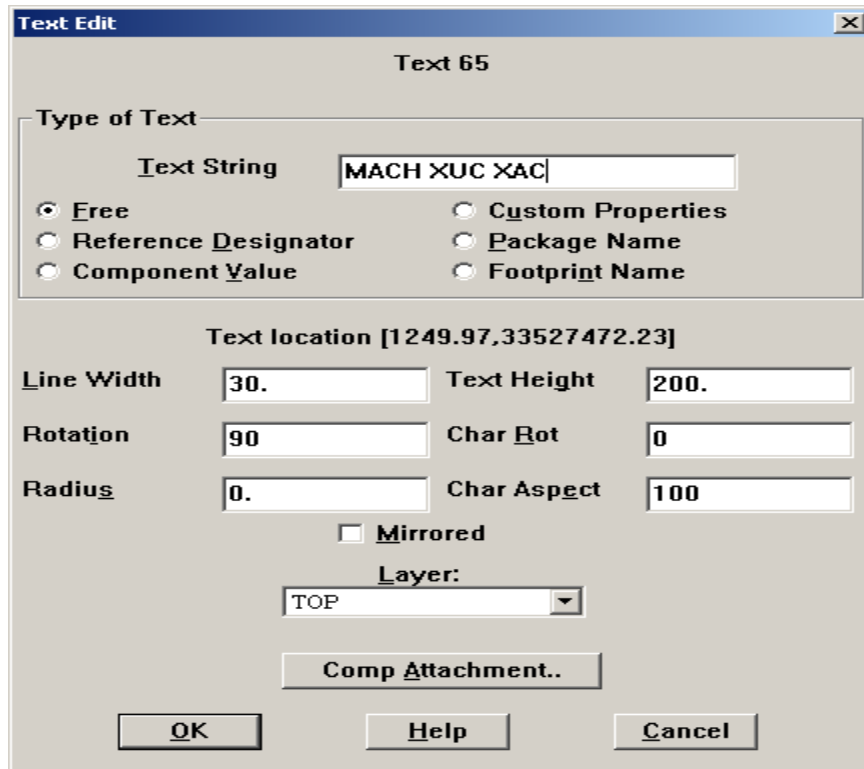 Text Edit
Text 65
Type of Text
Text String MACH XUC XAC
Free Custom Properties
Reference Designator Package Name
Component Value Footprint Name
Text location [1249.97,33527472.23]
Line Width 30. Text Height 200.
Rotation 90 Char Rot 0
Radius 0. Char Aspect 100
Mirrored
Layer:
TOP
Comp Attachment..
OK Help Cancel